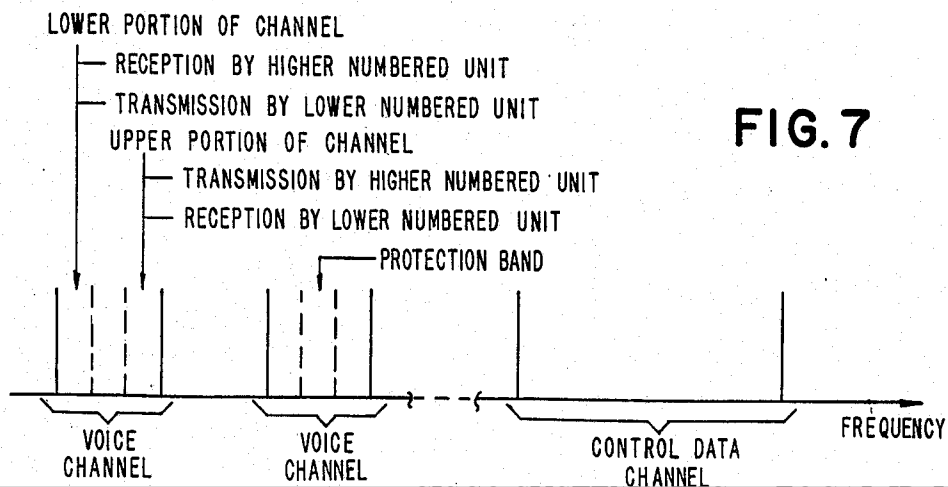 LOWER PORTION OF CHANNEL
RECEPTION BY HIGHER NUMBERED UNIT
TRANSMISSION BY LOWER NUMBERED UNIT
UPPER PORTION OF CHANNEL
TRANSMISSION BY HIGHER NUMBERED UNIT
RECEPTION BY LOWER NUMBERED UNIT
PROTECTION BAND
FIG. 7
VOICE
CHANNEL
VOICE
CHANNEL
CONTROL DATA
CHANNEL
FREQUENCY